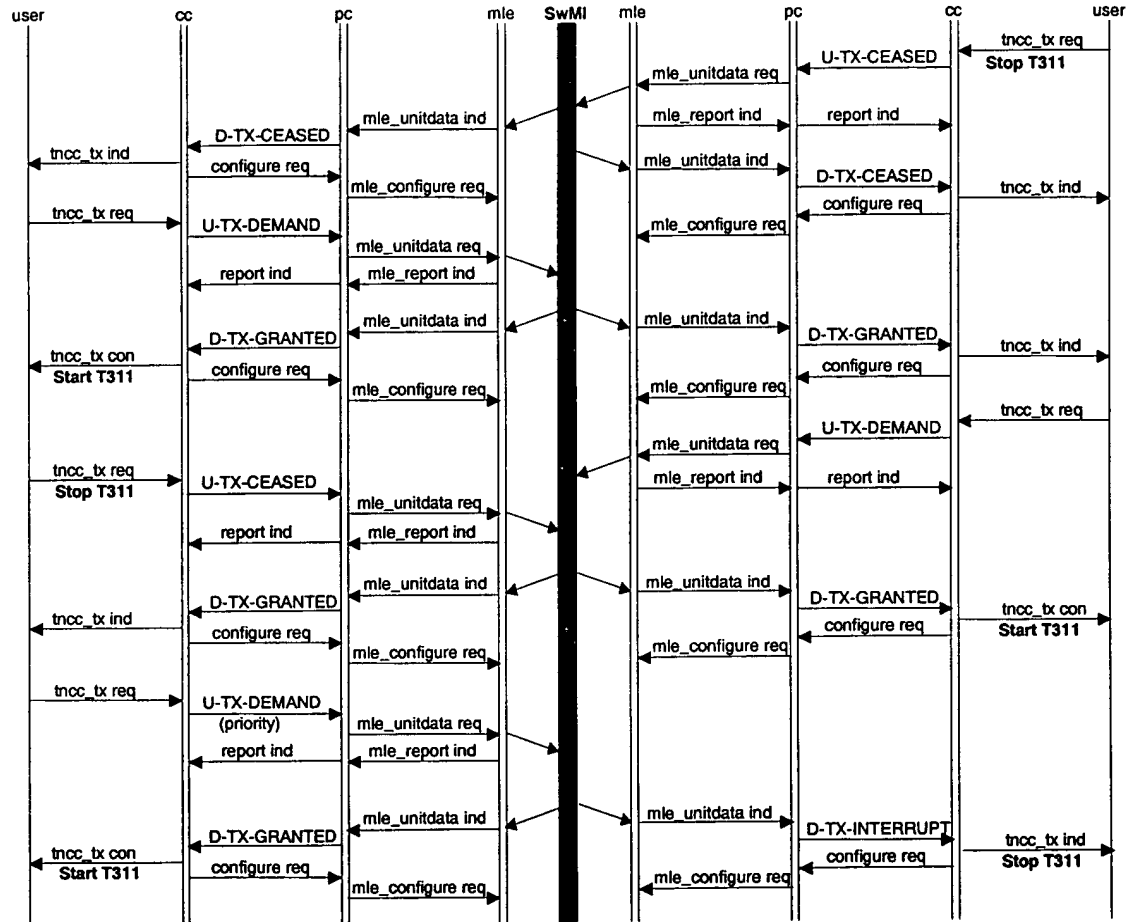 user cc pc mle SwMI mle pc cc user
tncc_tx req
U-TX-CEASED
Stop T311
mle_unitdata req
mle_unitdata ind
mle_report ind
report ind
D-TX-CEASED
tncc_tx ind
configure req
mle_unitdata ind
D-TX-CEASED
mle_configure req
tncc_tx ind
configure req
tncc_tx req
U-TX-DEMAND
mle_configure req
mle_unitdata req
report ind
mle_report ind
mle_unitdata ind
mle_unitdata ind
D-TX-GRANTED
D-TX-GRANTED
tncc_tx con
Start T311
configure req
tncc_tx ind
configure req
mle_configure req
mle_configure req
tncc_tx req
U-TX-DEMAND
mle_unitdata req
tncc_tx req
Stop T311
U-TX-CEASED
mle_report ind
report ind
mle_unitdata req
report ind
mle_report ind
mle_unitdata ind
mle_unitdata ind
D-TX-GRANTED
D-TX-GRANTED
tncc_tx ind
configure req
tncc_tx con
Start T311
configure req
mle_configure req
mle_configure req
tncc_tx req
U-TX-DEMAND
(priority)
mle_unitdata req
report ind
mle_report ind
mle_unitdata ind
mle_unitdata ind
D-TX-GRANTED
D-TX-INTERRUPT
tncc_tx con
Start T311
configure req
tncc_tx ind
Stop T311
configure req
mle_configure req
mle_configure req